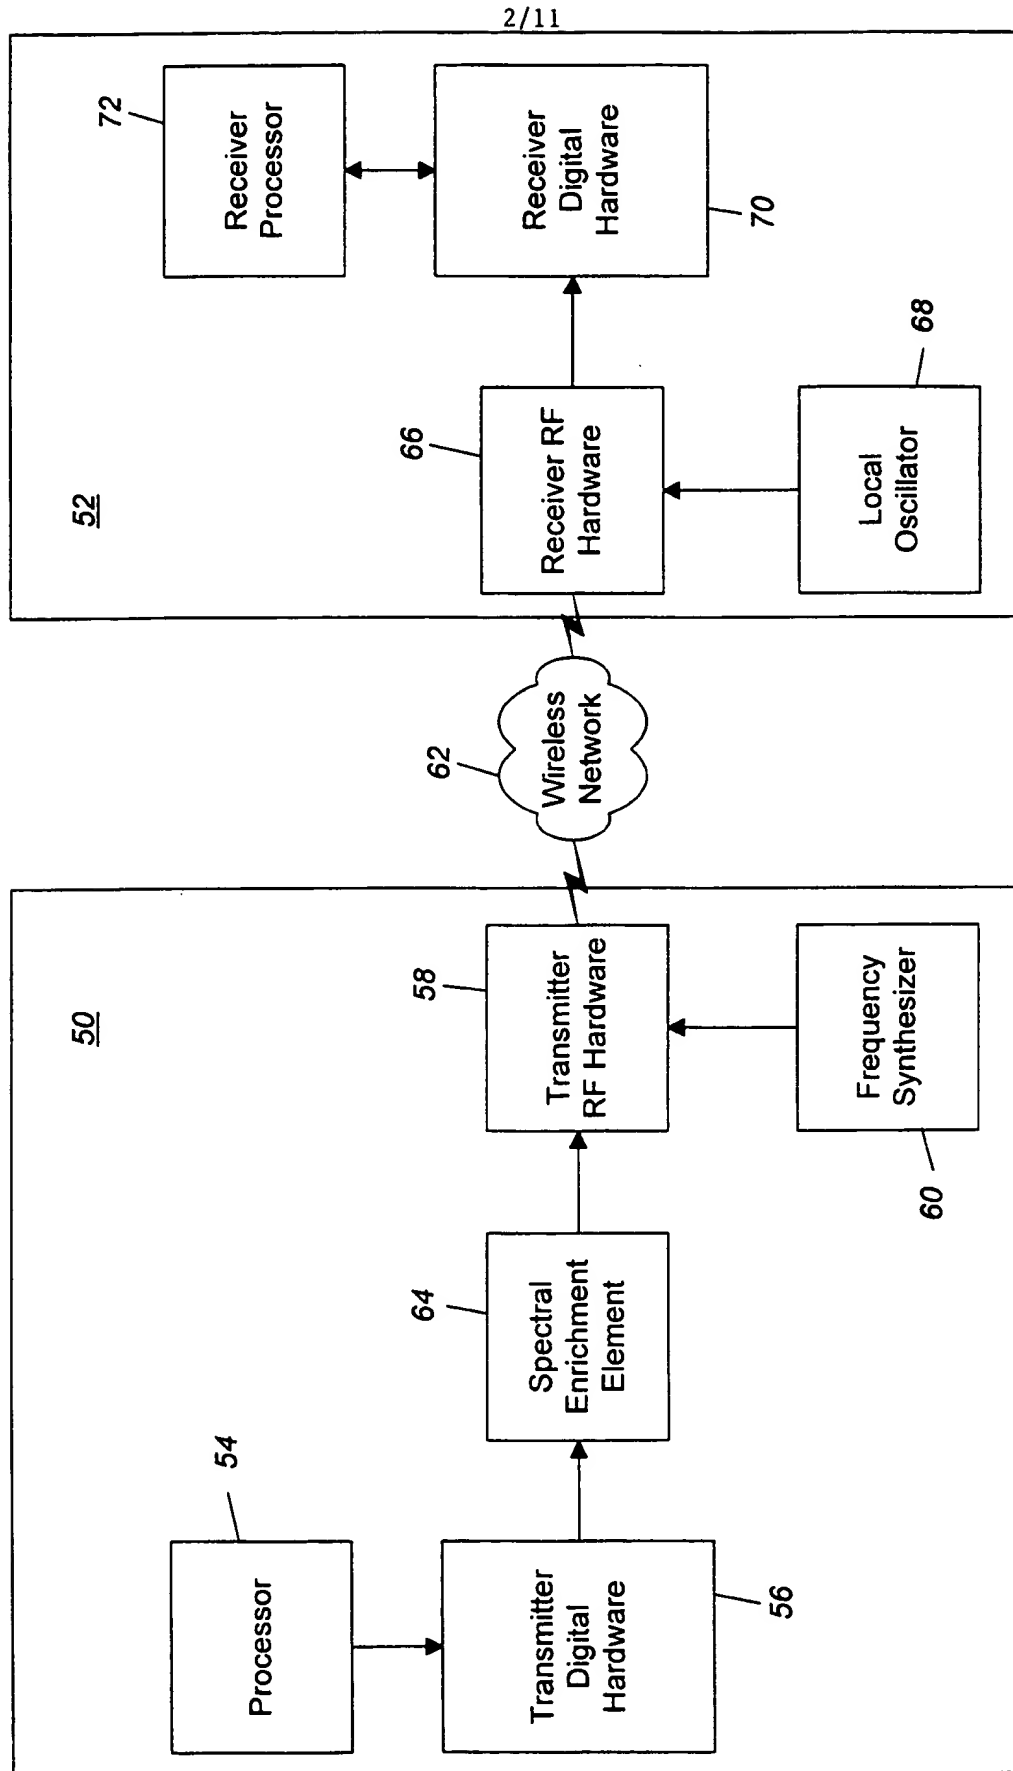 2/11
50
Processor
54
Transmitter
Digital
Hardware
56
Spectral
Enrichment
Element
64
Transmitter
RF Hardware
58
Frequency
Synthesizer
60
Wireless
Network
62
52
Receiver RF
Hardware
66
Local
Oscillator
68
Receiver
Processor
72
Receiver
Digital
Hardware
70